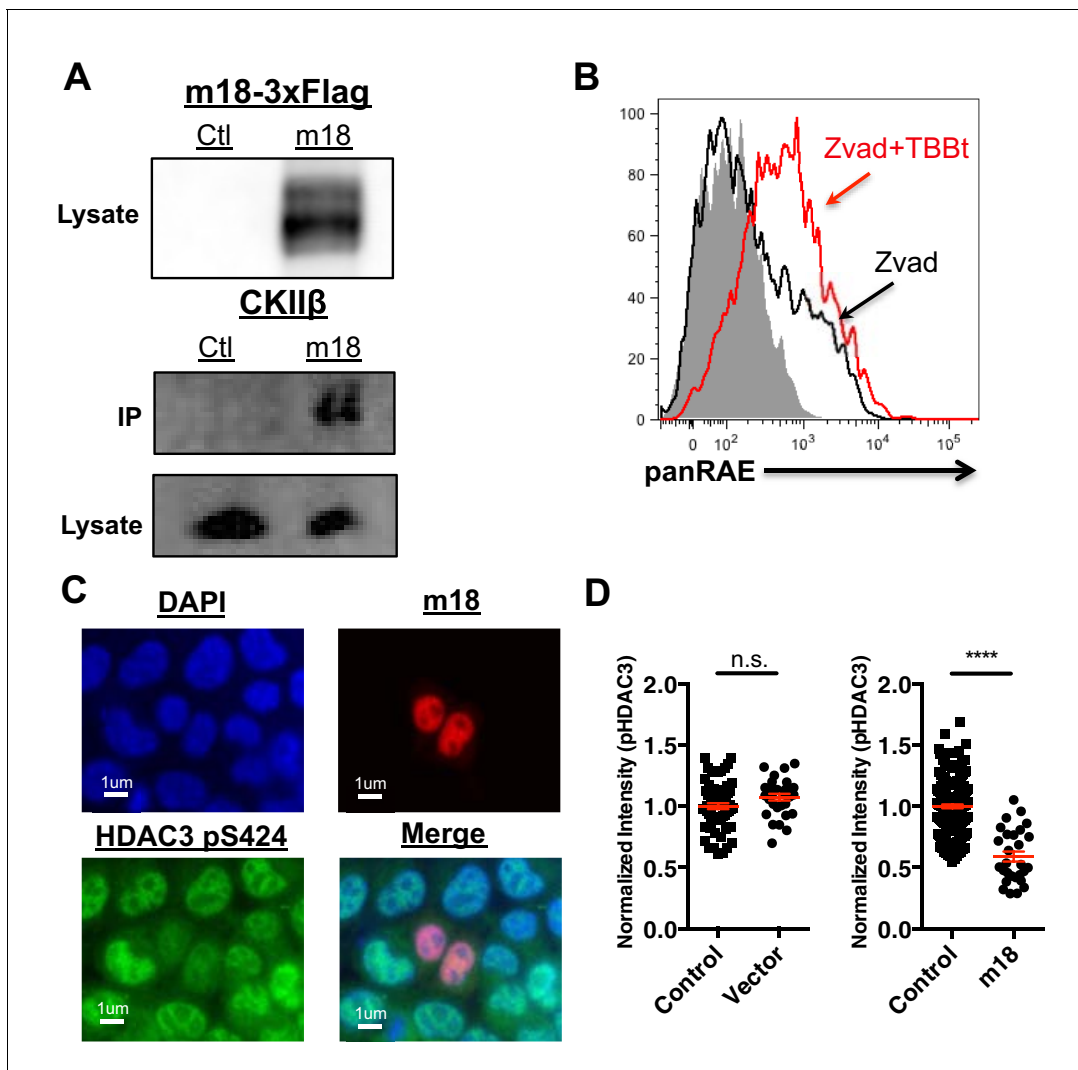 A
m18-3xFlag
Ctl m18
Lysate
CKIIβ
Ctl m18
IP
Lysate
B
100
80
60
40
20
0
Zvad+TBBt
Zvad
0 10² 10³ 10⁴ 10⁵
panRAE
C
DAPI
1um
m18
1um
HDAC3 pS424
1um
Merge
1um
D
n.s.
Normalized Intensity (pHDAC3)
2.0
1.5
1.0
0.5
0.0
Control Vector
****
Normalized Intensity (pHDAC3)
2.0
1.5
1.0
0.5
0.0
Control m18